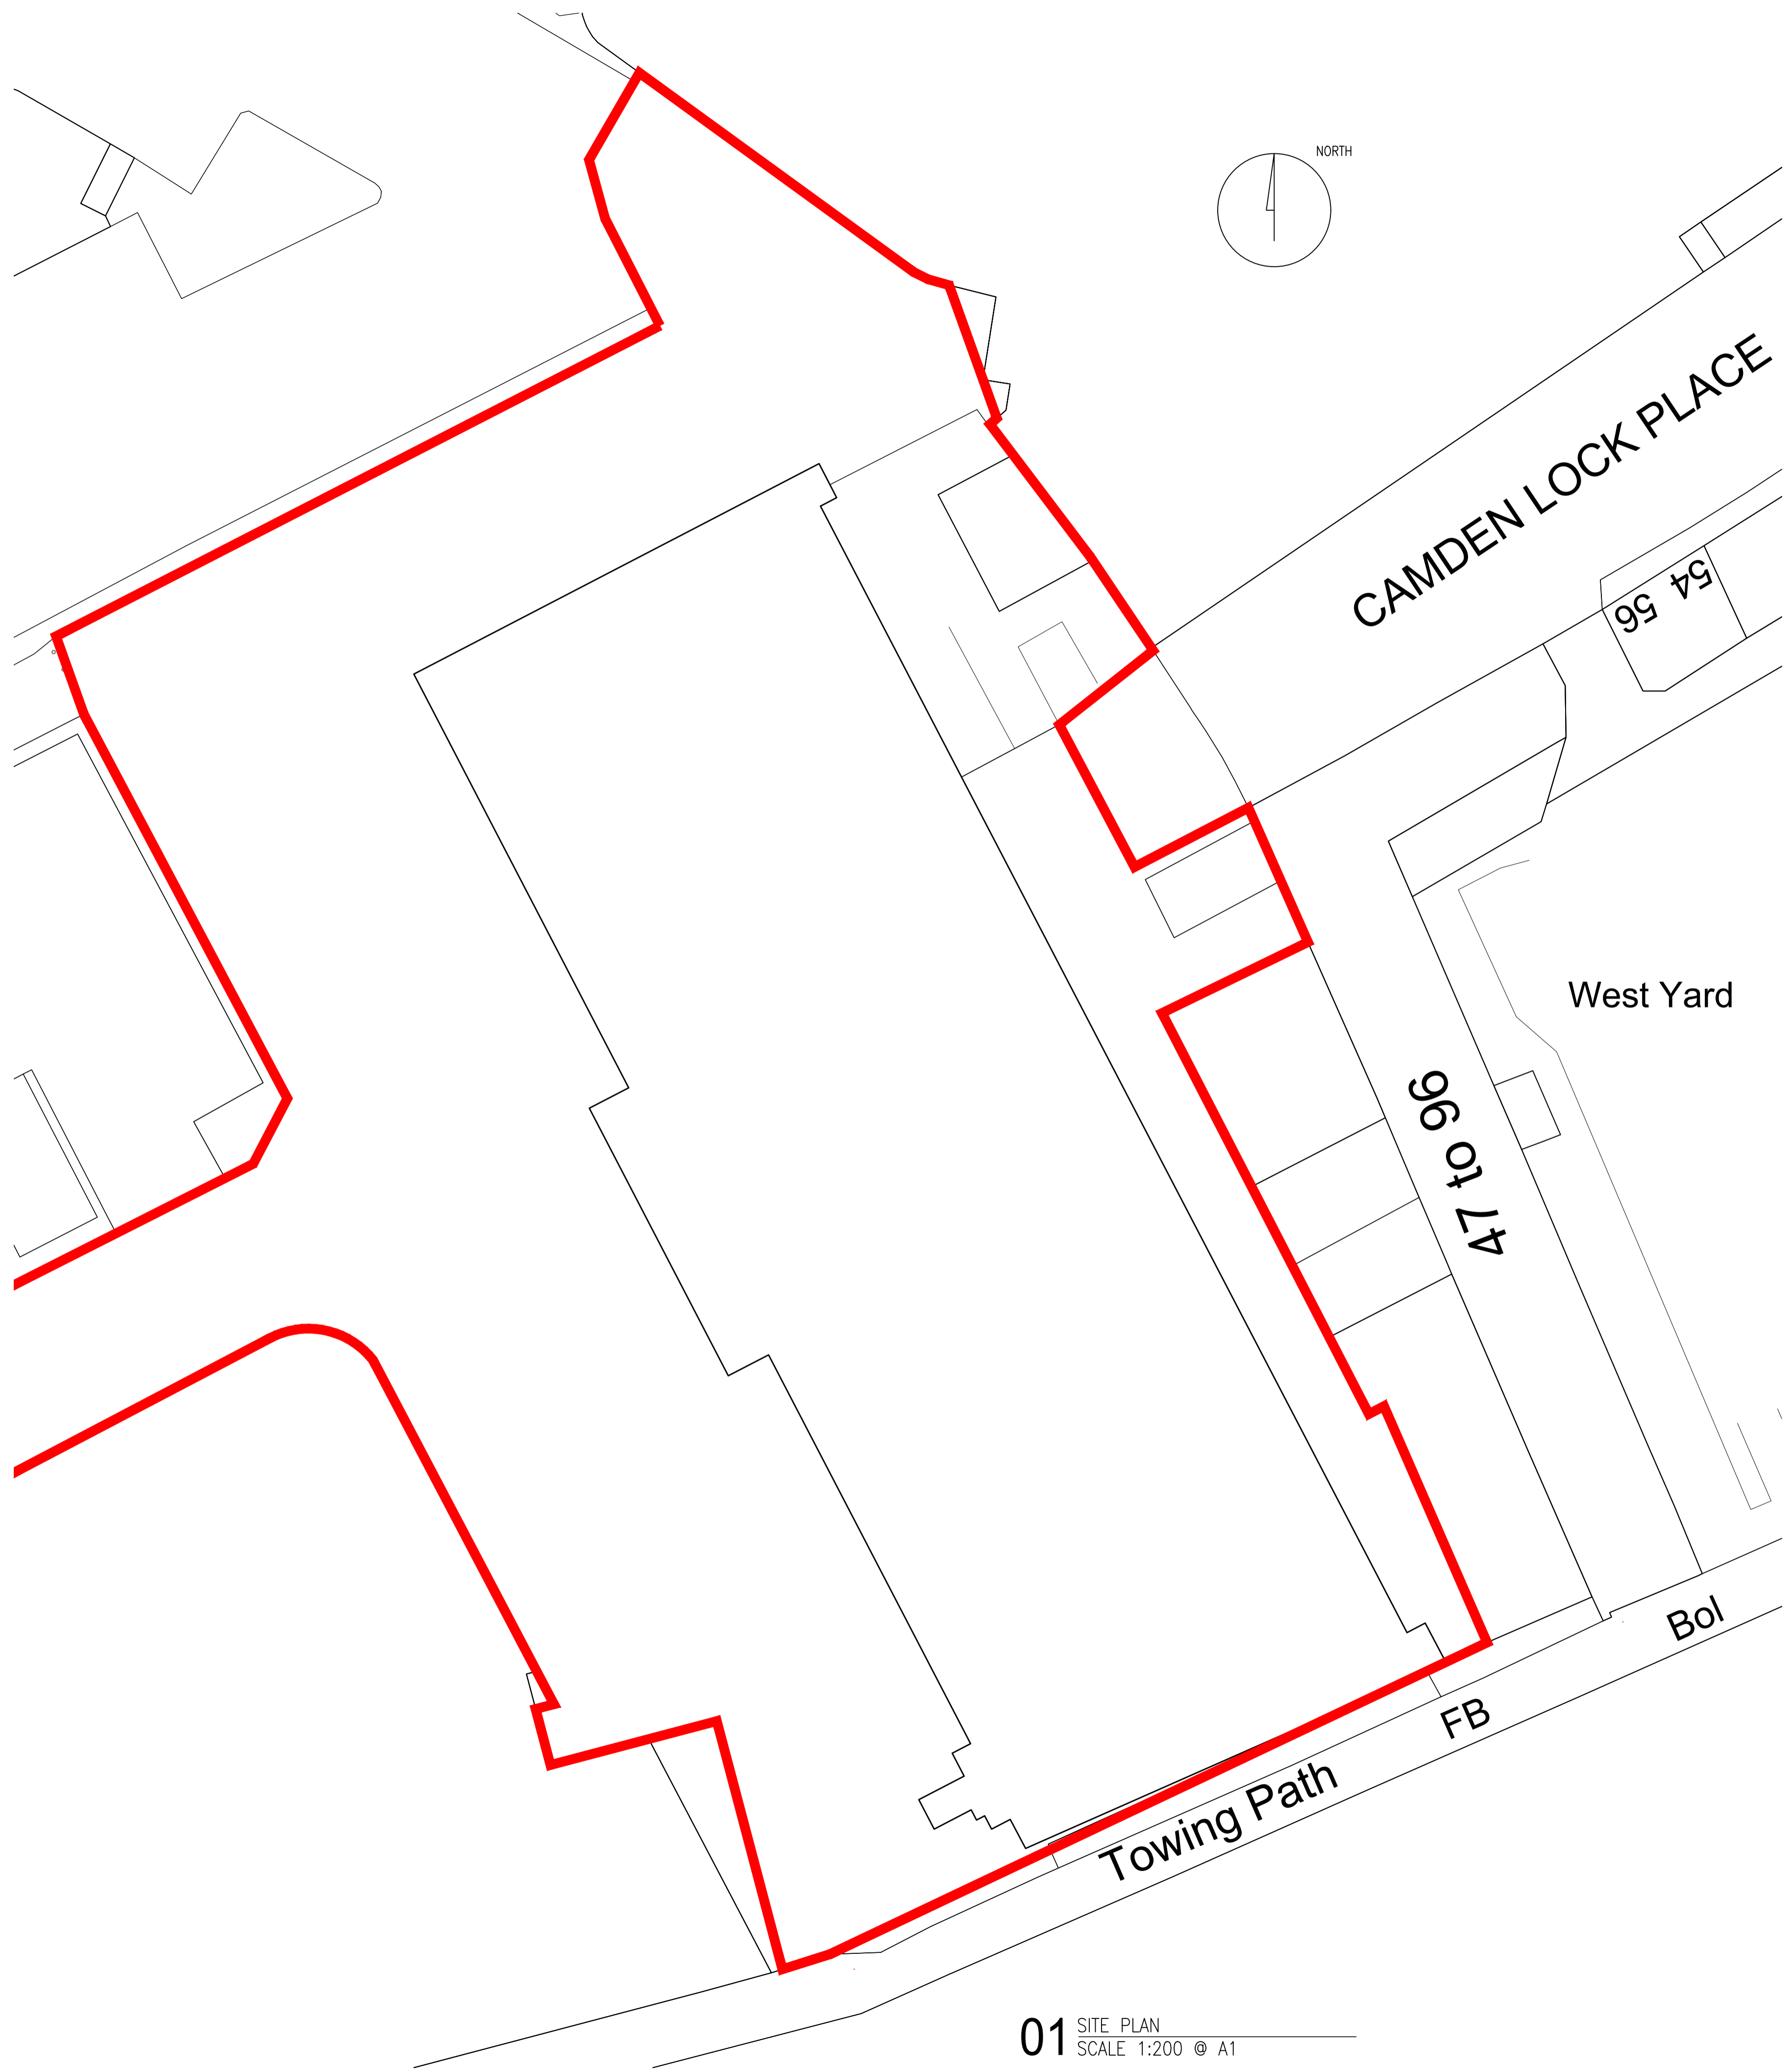 NORTH
CAMDEN LOCK PLACE
54
56
West Yard
47 to 96
Bol
FB
Towing Path
01
SITE PLAN
SCALE 1:200 @ A1